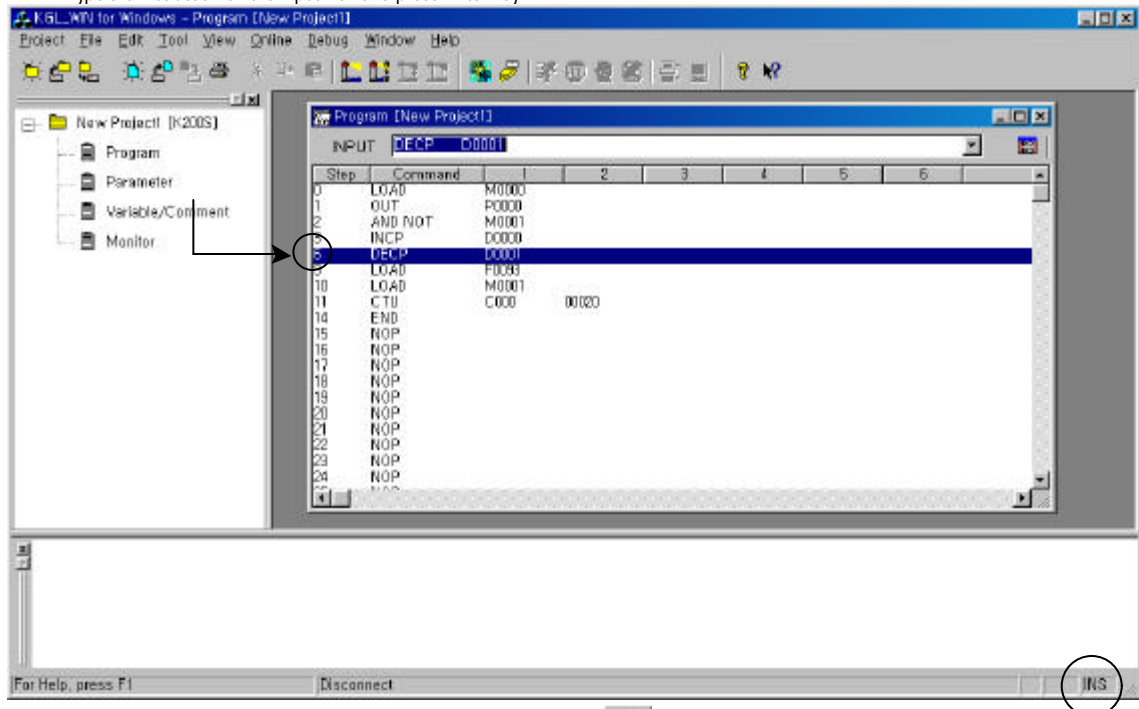 KGL_WIN for Windows - Program [New Project1]
Project File Edit Tool View Online Debug Window Help
New Project1 [K200S]
Program
Parameter
Variable/Comment
Monitor
Program [New Project1]
INPUT DECP D0001
Step Command 1 2 3 4 5 6
0 LOAD M0000
1 OUT P0000
2 AND NOT M0001
3 INCP D0000
6 DECP D0001
9 LOAD F0093
10 LOAD M0001
11 CTU C000 00020
14 END
15 NOP
16 NOP
17 NOP
18 NOP
19 NOP
20 NOP
21 NOP
22 NOP
23 NOP
24 NOP
For Help, press F1 Disconnect INS